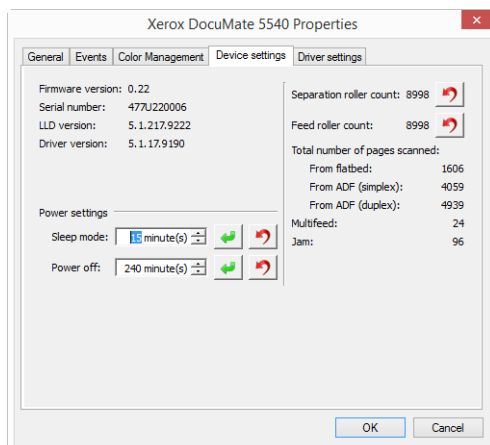 Xerox DocuMate 5540 Properties
General Events Color Management Device settings Driver settings
Firmware version: 0.22
Serial number: 477U220006
LLD version: 5.1.217.9222
Driver version: 5.1.17.9190
Power settings
Sleep mode: 15 minute(s)
Power off: 240 minute(s)
Separation roller count: 8998
Feed roller count: 8998
Total number of pages scanned:
From flatbed: 1606
From ADF (simplex): 4059
From ADF (duplex): 4939
Multifeed: 24
Jam: 96
OK Cancel